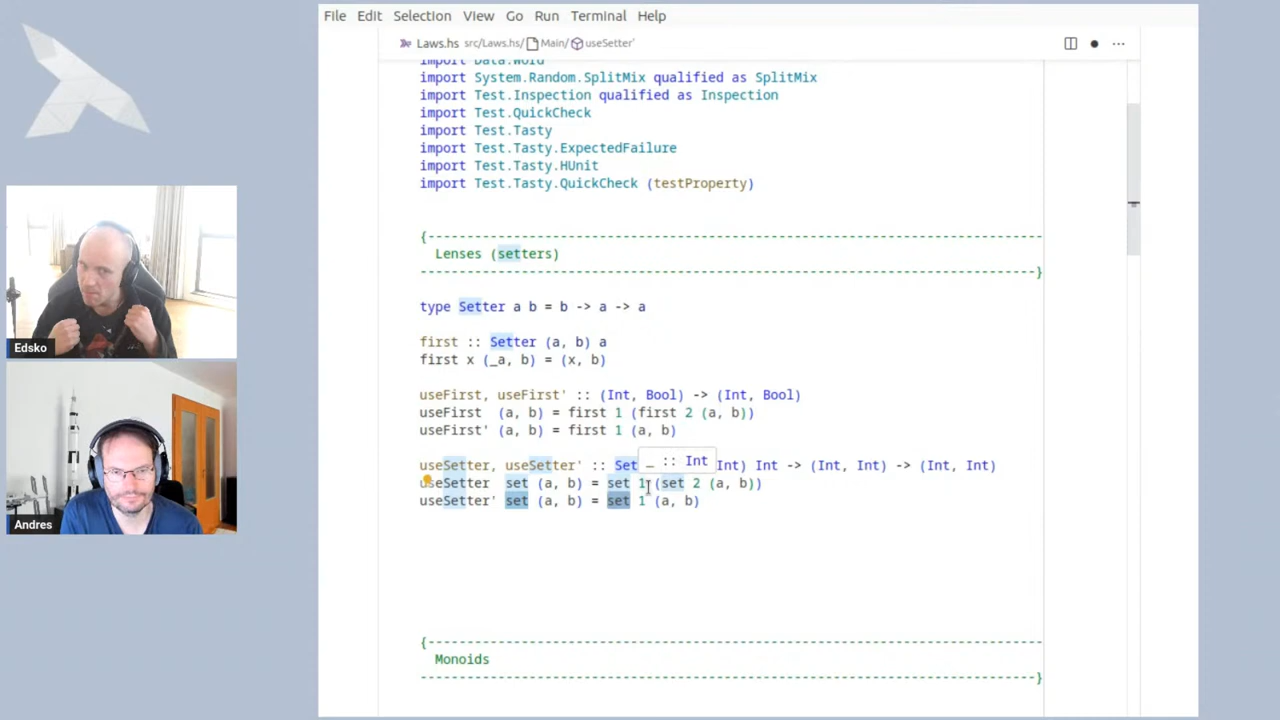 File Edit Selection View Go Run Terminal Help
Laws.hs src/Laws.hs/ Main/ useSetter'
import Data.Word
import System.Random.SplitMix qualified as SplitMix
import Test.Inspection qualified as Inspection
import Test.QuickCheck
import Test.Tasty
import Test.Tasty.ExpectedFailure
import Test.Tasty.HUnit
import Test.Tasty.QuickCheck (testProperty)
{--------------------------------------------------------------------------------
Lenses (setters)
--------------------------------------------------------------------------------}
type Setter a b = b -> a -> a
first :: Setter (a, b) a
first x (_a, b) = (x, b)
useFirst, useFirst' :: (Int, Bool) -> (Int, Bool)
useFirst (a, b) = first 1 (first 2 (a, b))
useFirst' (a, b) = first 1 (a, b)
_ :: Int
useSetter, useSetter' :: Set Int) Int -> (Int, Int) -> (Int, Int)
useSetter set (a, b) = set 1 (set 2 (a, b))
useSetter' set (a, b) = set 1 (a, b)
{--------------------------------------------------------------------------------
Monoids
--------------------------------------------------------------------------------}
Edsko
Andres